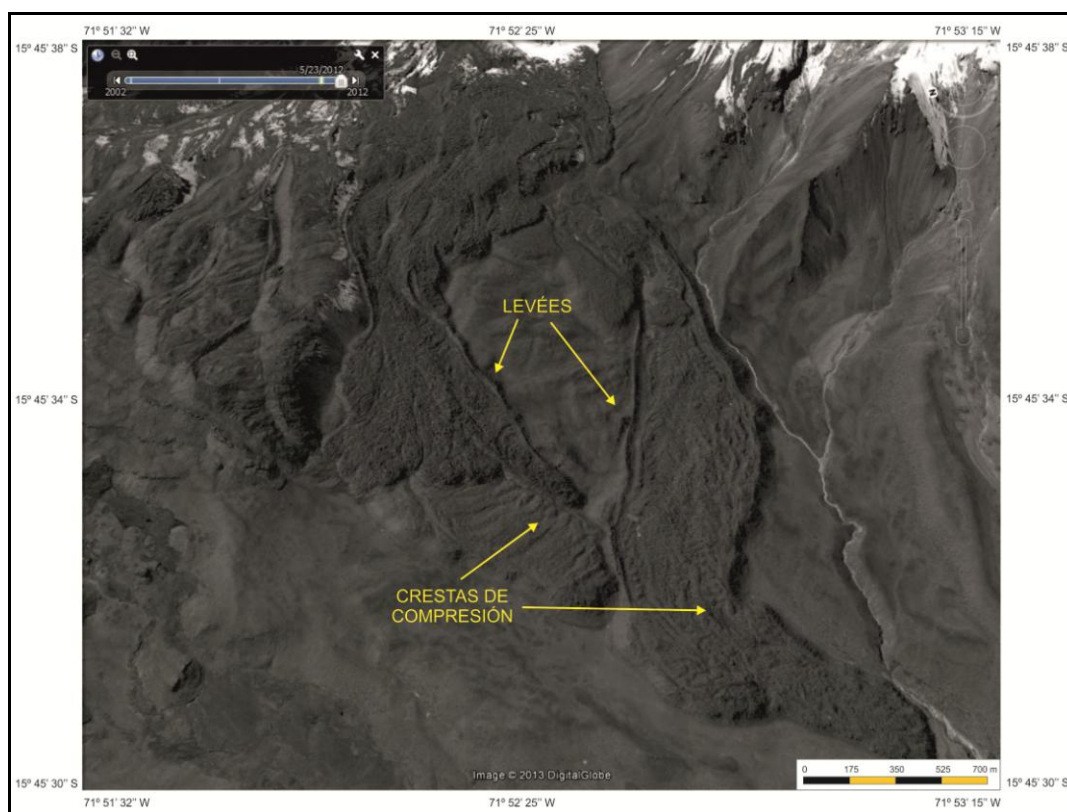 71º 51' 32" W
71º 52' 25" W
71º 53' 15" W
15º 45' 38" S
15º 45' 38" S
5/23/2012
2002
2012
N
LEVÉES
15º 45' 34" S
15º 45' 34" S
CRESTAS DE
COMPRESIÓN
Image © 2013 DigitalGlobe
0 175 350 525 700 m
15º 45' 30" S
15º 45' 30" S
71º 51' 32" W
71º 52' 25" W
71º 53' 15" W